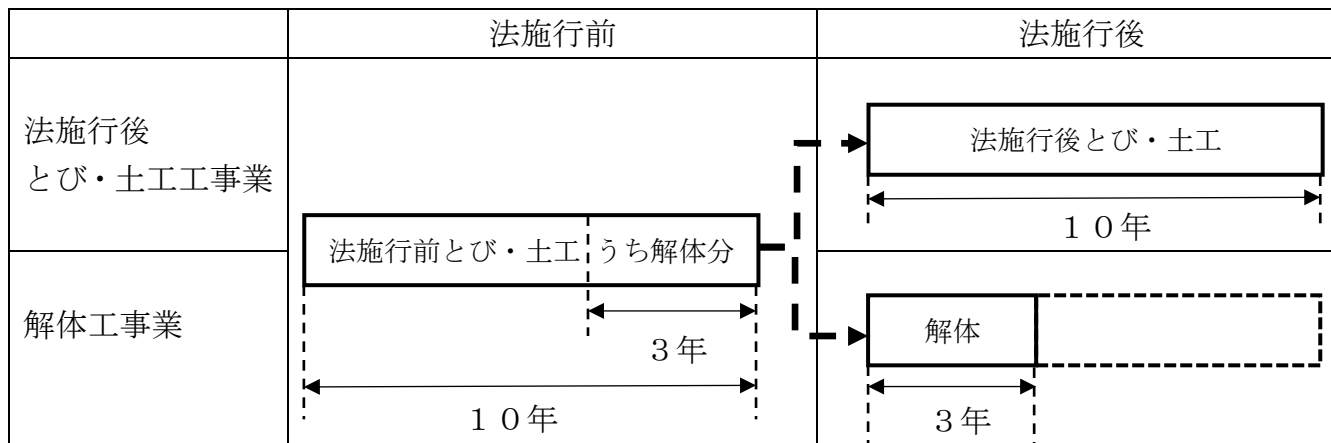 法施行前
法施行後
法施行後
とび・土工工事業
法施行前とび・土工
うち解体分
３年
１０年
法施行後とび・土工
１０年
解体工事業
解体
３年